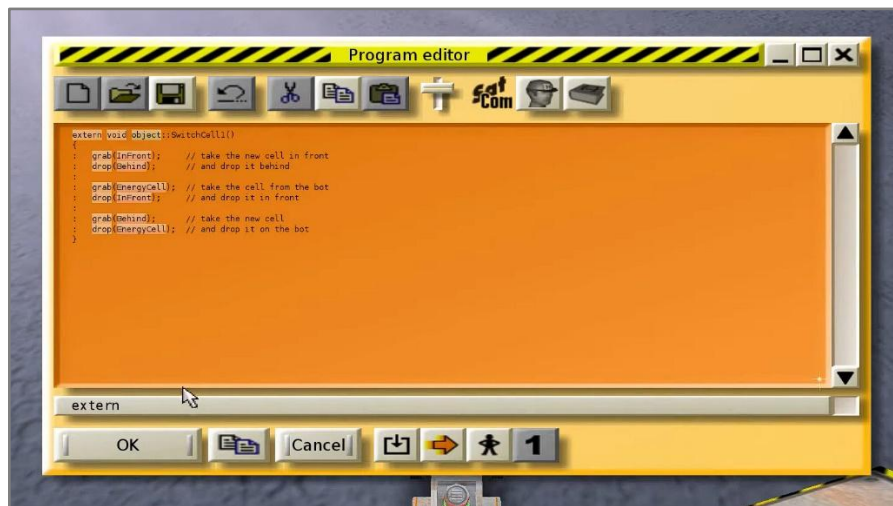 Program editor
Sat
Com
extern void object::SwitchCell1()
{
:   grab(InFront);     // take the new cell in front
:   drop(Behind);      // and drop it behind
:
:   grab(EnergyCell);  // take the cell from the bot
:   drop(InFront);     // and drop it in front
:
:   grab(Behind);      // take the new cell
:   drop(EnergyCell);  // and drop it on the bot
}
extern
OK
Cancel
1